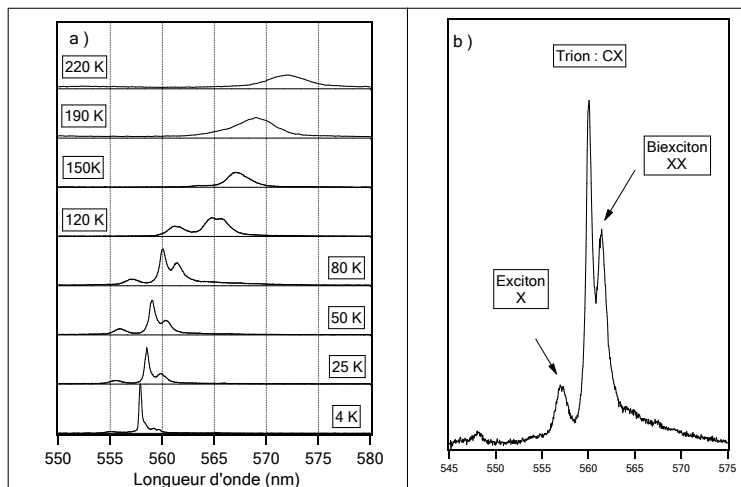 a )
220 K
190 K
150K
120 K
80 K
50 K
25 K
4 K
550 555 560 565 570 575 580
Longueur d'onde (nm)
b )
Trion : CX
Biexciton
XX
Exciton
X
545 550 555 560 565 570 575